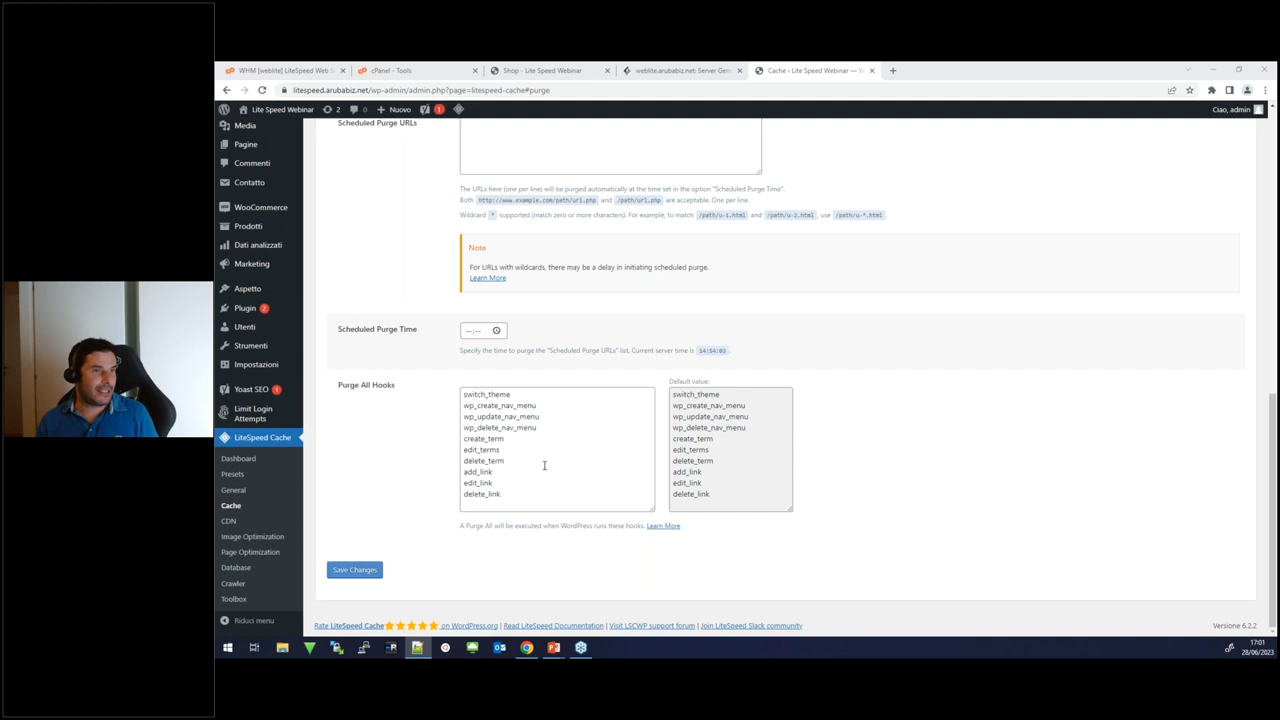 WHM [weblite] LiteSpeed Web S
cPanel - Tools
Shop - Lite Speed Webinar
weblite.arubabiz.net: Server Gen
Cache ‹ Lite Speed Webinar — W
litespeed.arubabiz.net/wp-admin/admin.php?page=litespeed-cache#purge
Lite Speed Webinar
2
0
Nuovo
1
Ciao, admin
Media
Pagine
Commenti
Contatto
WooCommerce
Prodotti
Dati analizzati
Marketing
Aspetto
Plugin 2
Utenti
Strumenti
Impostazioni
Yoast SEO 1
Limit Login
Attempts
LiteSpeed Cache
Dashboard
Presets
General
Cache
CDN
Image Optimization
Page Optimization
Database
Crawler
Toolbox
Riduci menu
Scheduled Purge URLs
The URLs here (one per line) will be purged automatically at the time set in the option "Scheduled Purge Time".
Both http://www.example.com/path/url.php and /path/url.php are acceptable. One per line.
Wildcard * supported (match zero or more characters). For example, to match /path/u-1.html and /path/u-2.html, use /path/u-*.html.
Note
For URLs with wildcards, there may be a delay in initiating scheduled purge.
Learn More
Scheduled Purge Time
--:--
Specify the time to purge the "Scheduled Purge URLs" list. Current server time is 14:54:03.
Purge All Hooks
switch_theme
wp_create_nav_menu
wp_update_nav_menu
wp_delete_nav_menu
create_term
edit_terms
delete_term
add_link
edit_link
delete_link
Default value:
switch_theme
wp_create_nav_menu
wp_update_nav_menu
wp_delete_nav_menu
create_term
edit_terms
delete_term
add_link
edit_link
delete_link
A Purge All will be executed when WordPress runs these hooks. Learn More
Save Changes
Rate LiteSpeed Cache on WordPress.org | Read LiteSpeed Documentation | Visit LSCWP support forum | Join LiteSpeed Slack community
Versione 6.2.2
17:01
28/06/2023